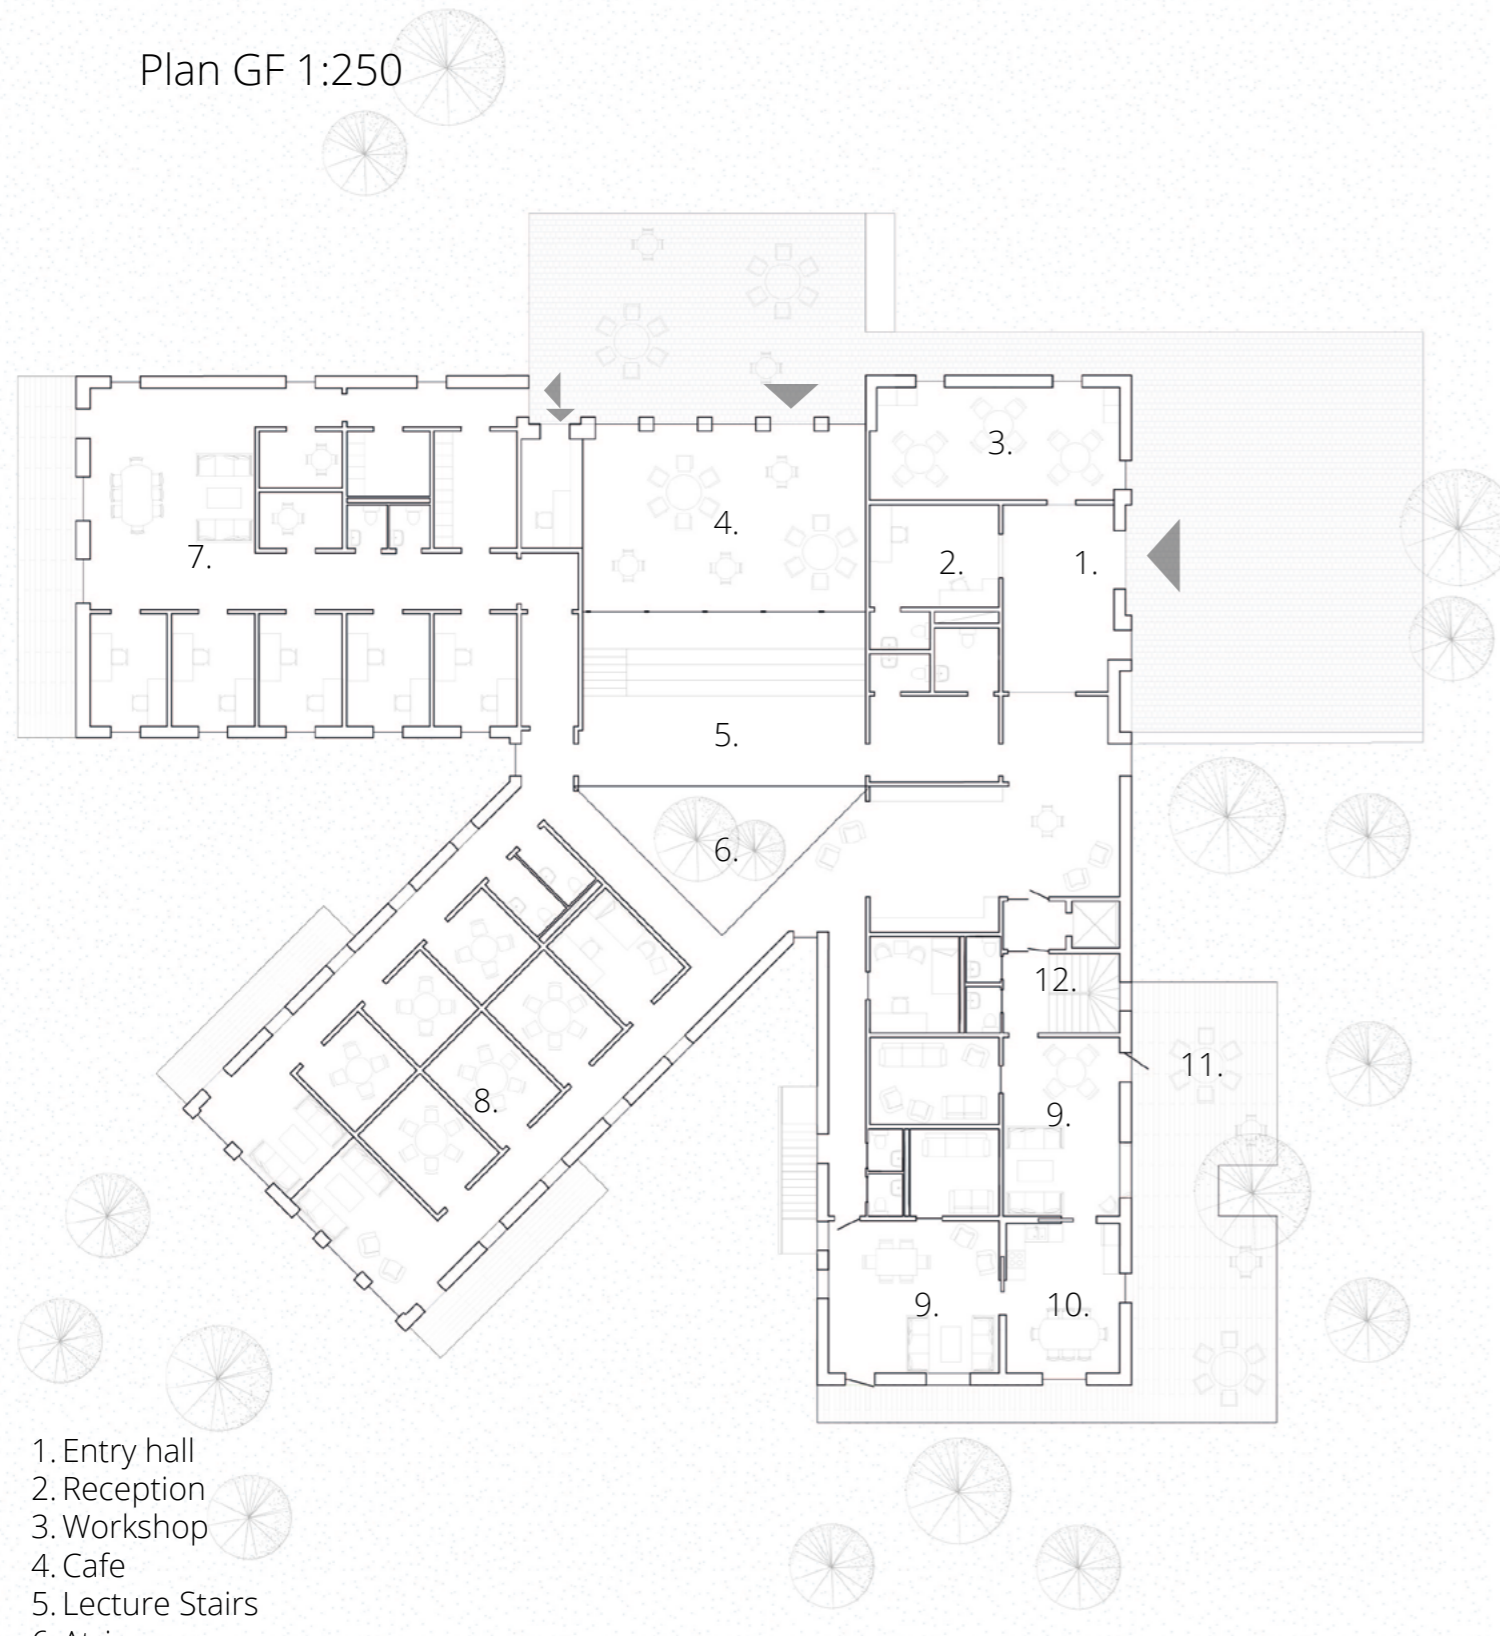 Plan GF 1:250
3.
4.
2.
1.
7.
5.
6.
12.
11.
8.
9.
9.
10.
1. Entry hall
2. Reception
3. Workshop
4. Cafe
5. Lecture Stairs